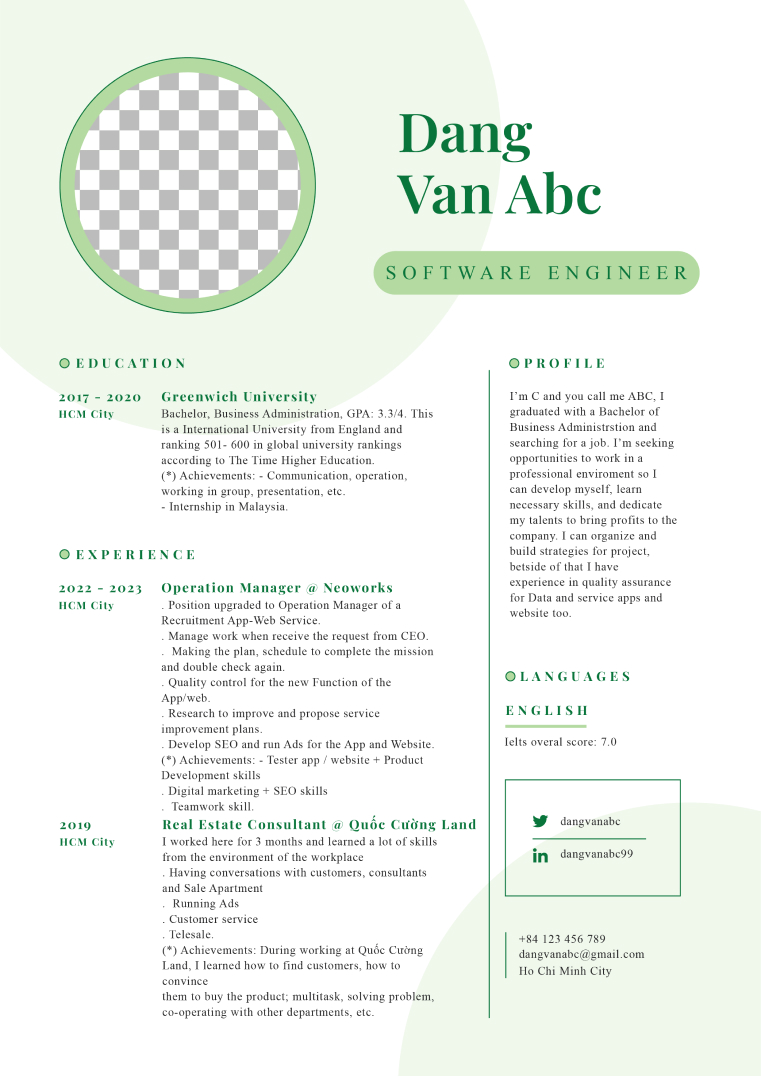 Dang
Van Abc
SOFTWARE ENGINEER
EDUCATION
2017 - 2020
HCM City
Greenwich University
Bachelor, Business Administration, GPA: 3.3/4. This
is a International University from England and
ranking 501- 600 in global university rankings
according to The Time Higher Education.
(*) Achievements: - Communication, operation,
working in group, presentation, etc.
- Internship in Malaysia.
EXPERIENCE
2022 - 2023
HCM City
Operation Manager @ Neoworks
. Position upgraded to Operation Manager of a
Recruitment App-Web Service.
. Manage work when receive the request from CEO.
.  Making the plan, schedule to complete the mission
and double check again.
. Quality control for the new Function of the
App/web.
. Research to improve and propose service
improvement plans.
. Develop SEO and run Ads for the App and Website.
(*) Achievements: - Tester app / website + Product
Development skills
. Digital marketing + SEO skills
.  Teamwork skill.
2019
HCM City
Real Estate Consultant @ Quốc Cường Land
I worked here for 3 months and learned a lot of skills
from the environment of the workplace
. Having conversations with customers, consultants
and Sale Apartment
.  Running Ads
. Customer service
. Telesale.
(*) Achievements: During working at Quốc Cường
Land, I learned how to find customers, how to
convince
them to buy the product; multitask, solving problem,
co-operating with other departments, etc.
PROFILE
I'm C and you call me ABC, I
graduated with a Bachelor of
Business Administrstion and
searching for a job. I'm seeking
opportunities to work in a
professional enviroment so I
can develop myself, learn
necessary skills, and dedicate
my talents to bring profits to the
company. I can organize and
build strategies for project,
betside of that I have
experience in quality assurance
for Data and service apps and
website too.
LANGUAGES
ENGLISH
Ielts overal score: 7.0
dangvanabc
dangvanabc99
+84 123 456 789
dangvanabc@gmail.com
Ho Chi Minh City